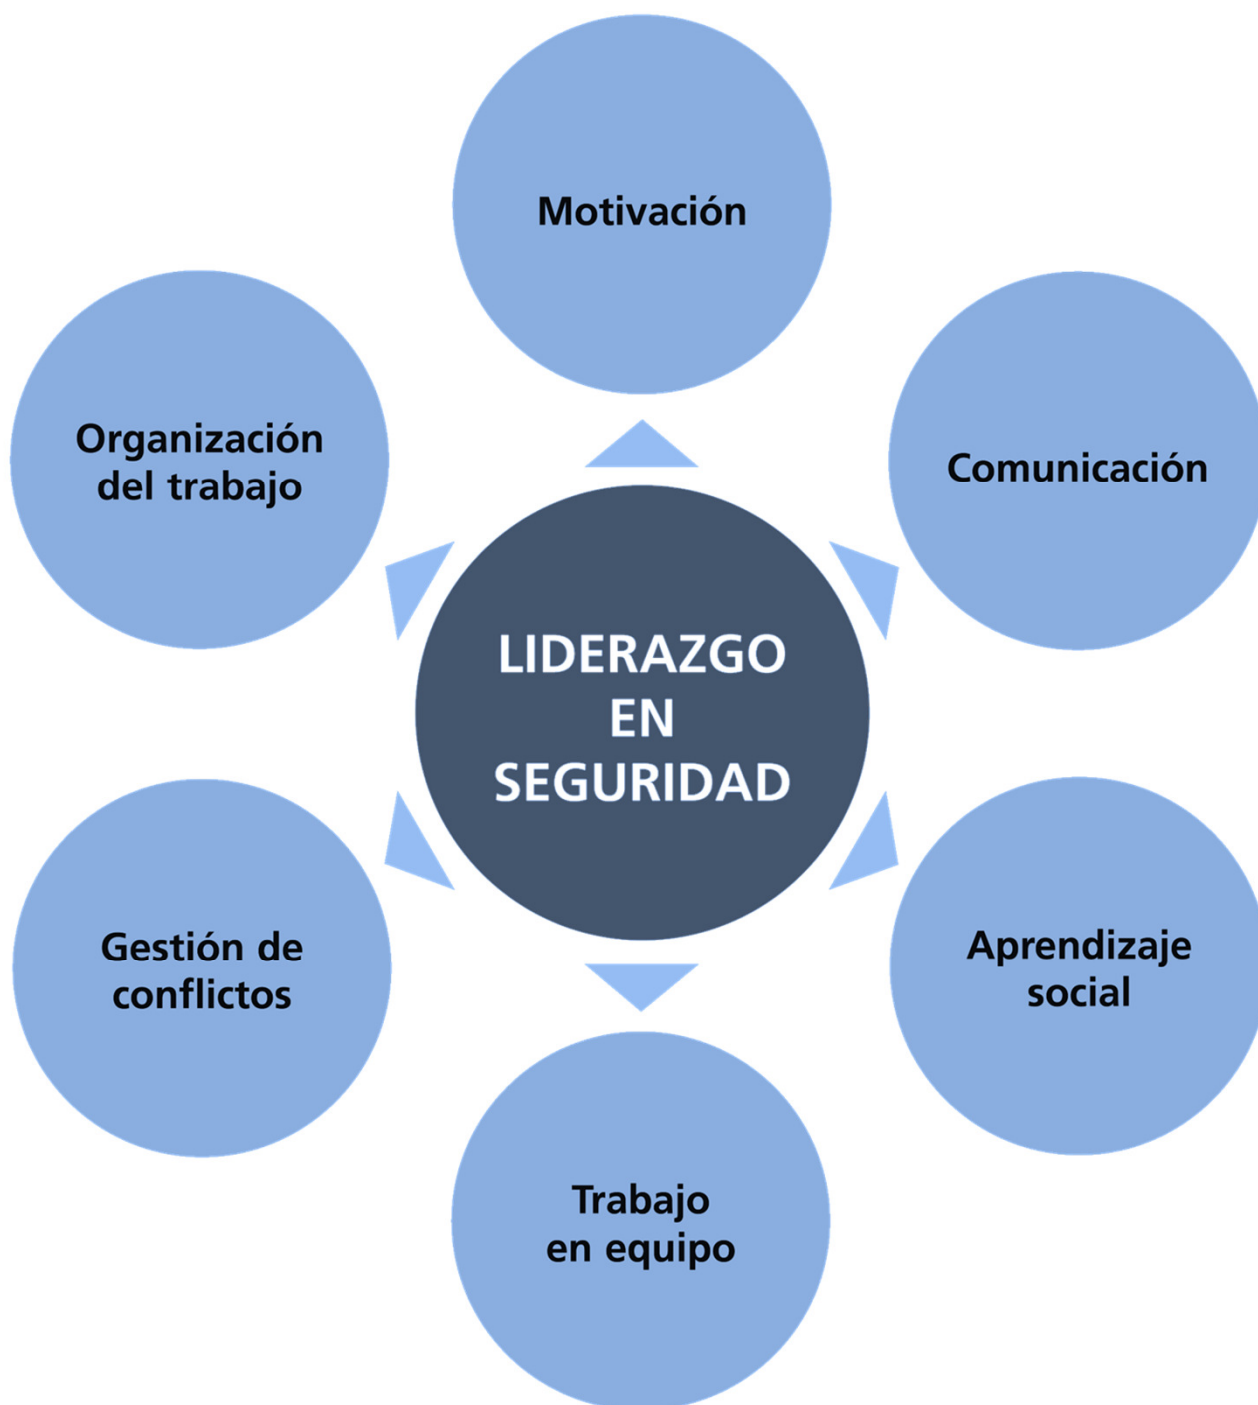 Motivación
Organización
del trabajo
Comunicación
LIDERAZGO
EN
SEGURIDAD
Gestión de
conflictos
Aprendizaje
social
Trabajo
en equipo